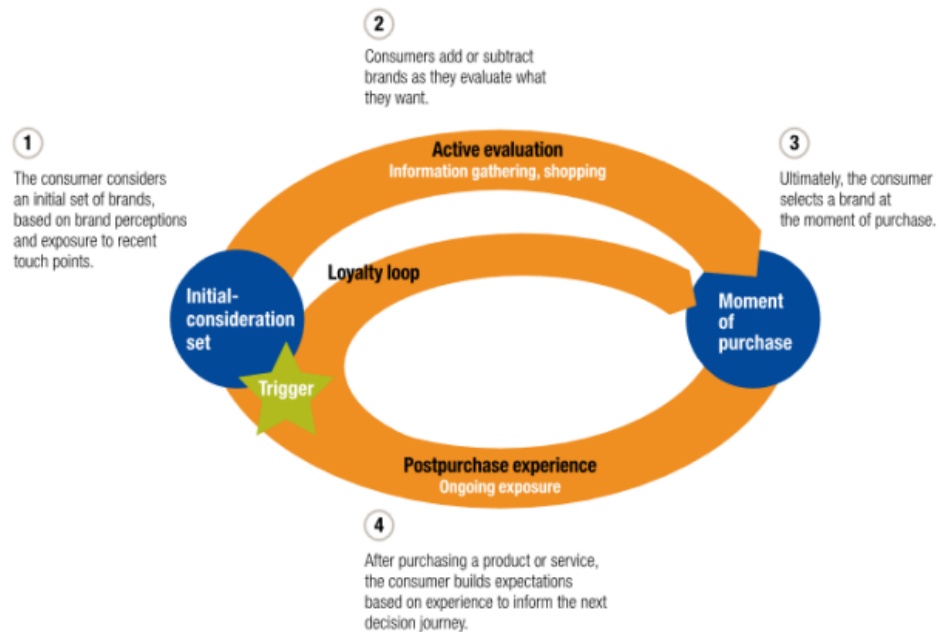 2
Consumers add or subtract
brands as they evaluate what
they want.
1
The consumer considers
an initial set of brands,
based on brand perceptions
and exposure to recent
touch points.
3
Ultimately, the consumer
selects a brand at
the moment of purchase.
Active evaluation
Information gathering, shopping
Loyalty loop
Initial-
consideration
set
Moment
of
purchase
Trigger
Postpurchase experience
Ongoing exposure
4
After purchasing a product or service,
the consumer builds expectations
based on experience to inform the next
decision journey.